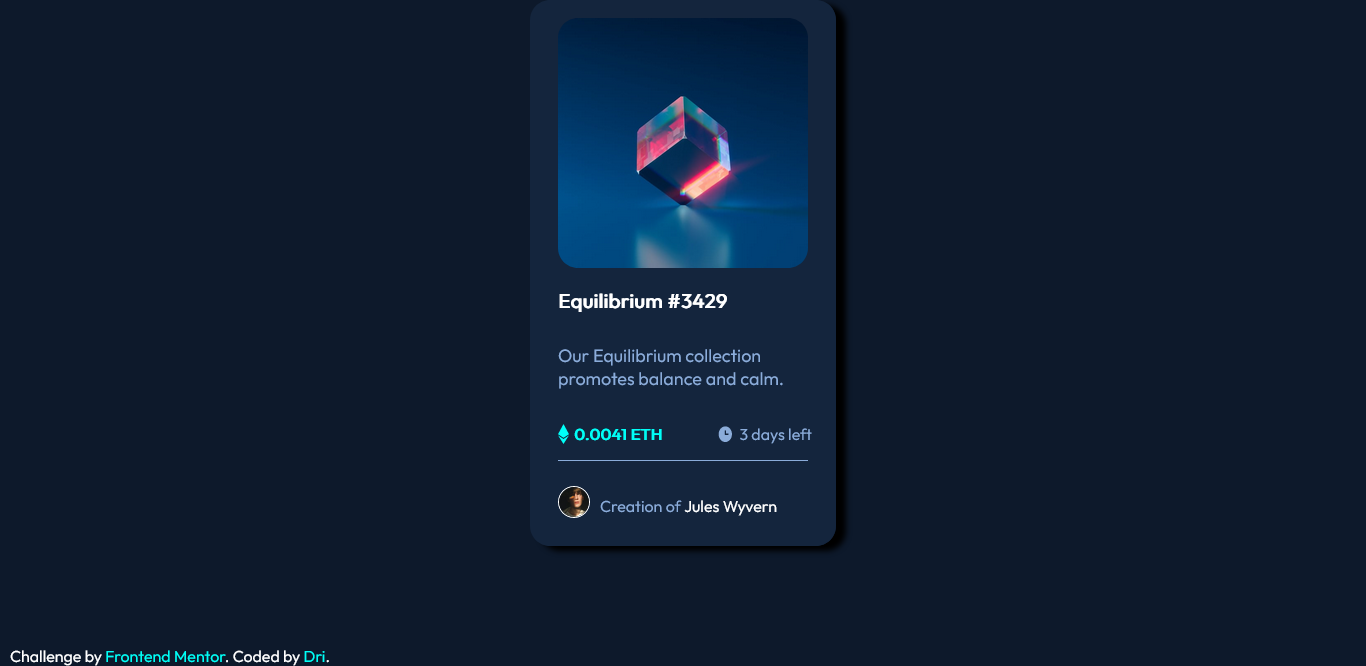 Equilibrium #3429
Our Equilibrium collection
promotes balance and calm.
0.0041 ETH 3 days left
Creation of Jules Wyvern
Challenge by Frontend Mentor. Coded by Dri.